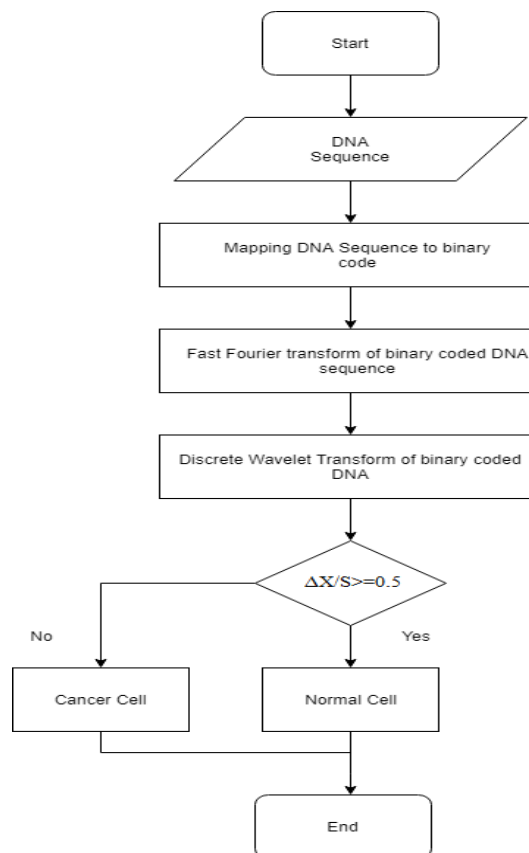 Start
DNA
Sequence
Mapping DNA Sequence to binary
code
Fast Fourier transform of binary coded DNA
sequence
Discrete Wavelet Transform of binary coded
DNA
ΔX/S>=0.5
No
Yes
Cancer Cell
Normal Cell
End